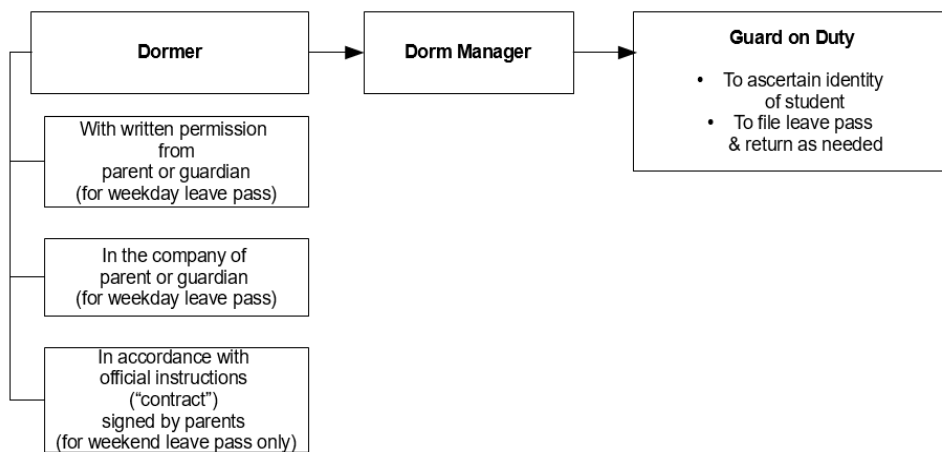 Dormer
With written permission
from
parent or guardian
(for weekday leave pass)
In the company of
parent or guardian
(for weekday leave pass)
In accordance with
official instructions
(“contract”)
signed by parents
(for weekend leave pass only)
Dorm Manager
Guard on Duty
• To ascertain identity
of student
• To file leave pass
& return as needed